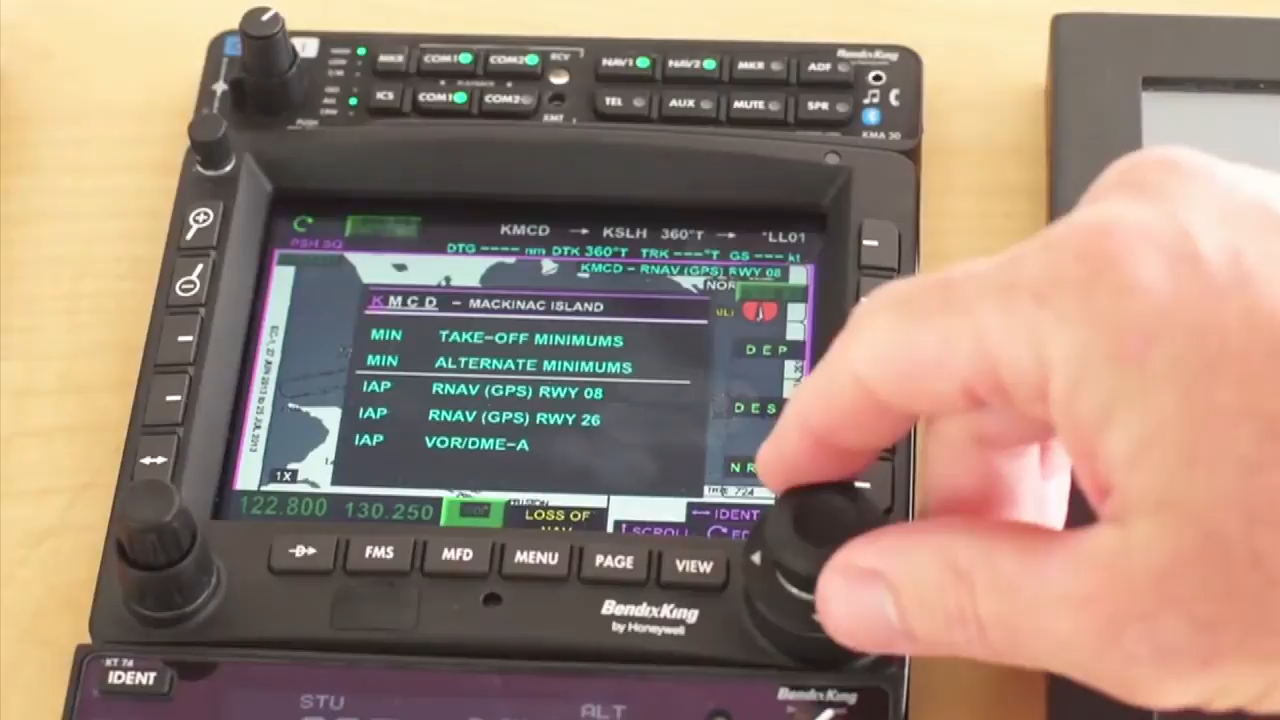 MKR COM1 COM2 RCV NAV1 NAV2 MKR ADF
BendixKing
ICS COM1 COM2 XMT TEL AUX MUTE SPR
KMA 30
KMCD → KSLH 360°T → *LL01
PSH SQ
DTG ---- nm DTK 360°T TRK ---°T GS --- kt
KMCD - RNAV (GPS) RWY 08
KMCD - MACKINAC ISLAND
MIN TAKE-OFF MINIMUMS
MIN ALTERNATE MINIMUMS
IAP RNAV (GPS) RWY 08
IAP RNAV (GPS) RWY 26
IAP VOR/DME-A
DEP
DES
NR
1X
122.800 130.250
LOSS OF
↔ IDENT
SCROLL
FMS MFD MENU PAGE VIEW
BendixKing
by Honeywell
KT 74
IDENT
STU ALT
BendixKing